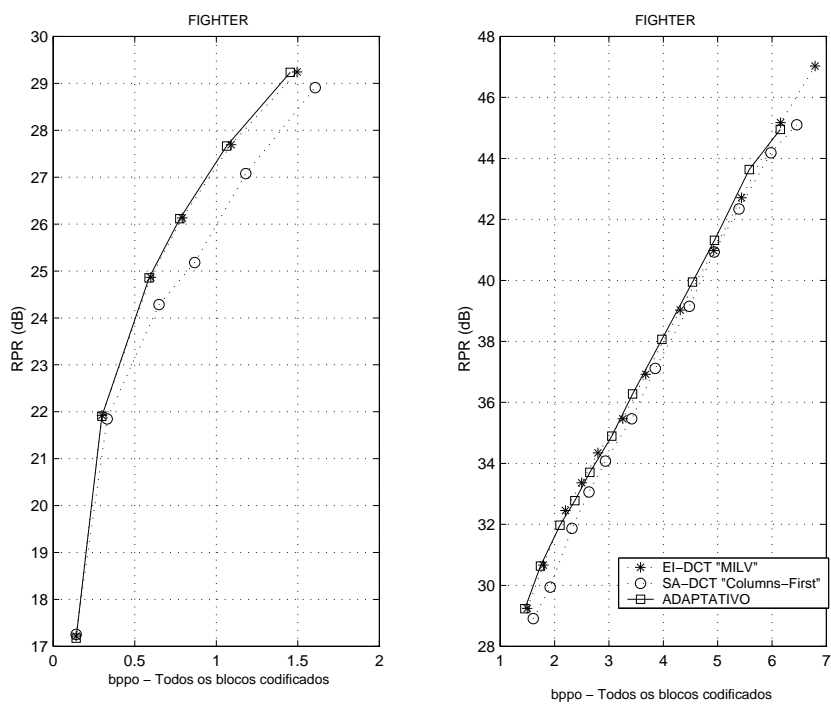 FIGHTER
30
29
28
27
26
25
24
23
22
21
20
19
18
17
RPR (dB)
0 0.5 1 1.5 2
bppo – Todos os blocos codificados
FIGHTER
48
46
44
42
40
38
36
34
32
30
28
RPR (dB)
EI–DCT "MILV"
SA–DCT "Columns–First"
ADAPTATIVO
1 2 3 4 5 6 7
bppo – Todos os blocos codificados